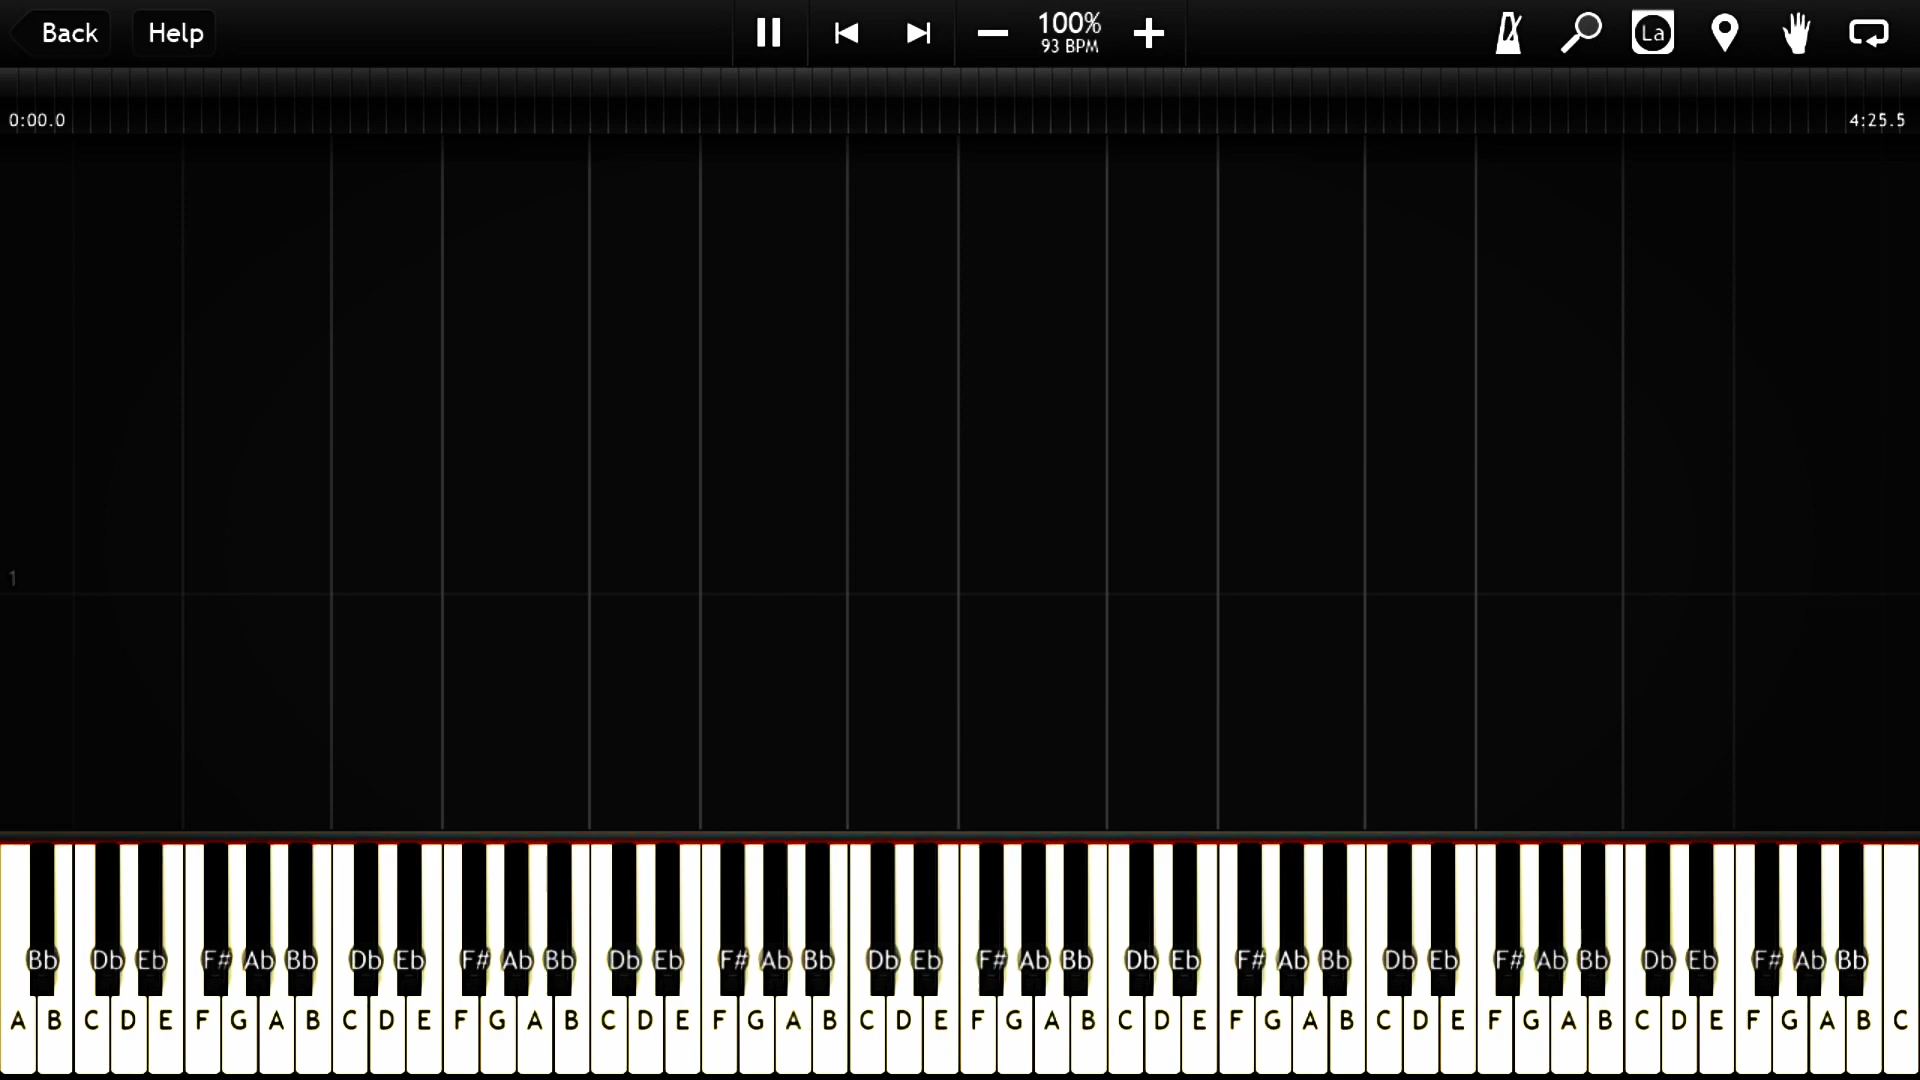 Back Help 100% La
93 BPM
0:00.0 4:25.5
1
Bb Db Eb F# Ab Bb Db Eb F# Ab Bb Db Eb F# Ab Bb Db Eb F# Ab Bb Db Eb F# Ab Bb Db Eb F# Ab Bb Db Eb F# Ab Bb
A B C D E F G A B C D E F G A B C D E F G A B C D E F G A B C D E F G A B C D E F G A B C D E F G A B C